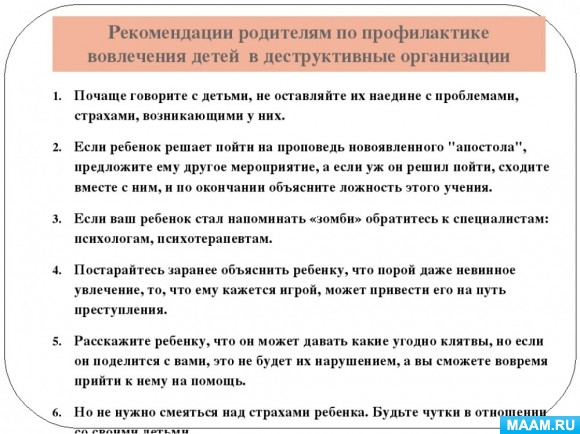 Рекомендации родителям по профилактике
вовлечения детей в деструктивные организации
1. Почаще говорите с детьми, не оставляйте их наедине с проблемами,
страхами, возникающими у них.
2. Если ребенок решает пойти на проповедь новоявленного "апостола",
предложите ему другое мероприятие, а если уж он решил пойти, сходите
вместе с ним, и по окончании объясните ложность этого учения.
3. Если ваш ребенок стал напоминать «зомби» обратитесь к специалистам:
психологам, психотерапевтам.
4. Постарайтесь заранее объяснить ребенку, что порой даже невинное
увлечение, то, что ему кажется игрой, может привести его на путь
преступления.
5. Расскажите ребенку, что он может давать какие угодно клятвы, но если
он поделится с вами, это не будет их нарушением, а вы сможете вовремя
прийти к нему на помощь.
6. Но не нужно смеяться над страхами ребенка. Будьте чутки в отношении
со своими детьми
MAAM.RU